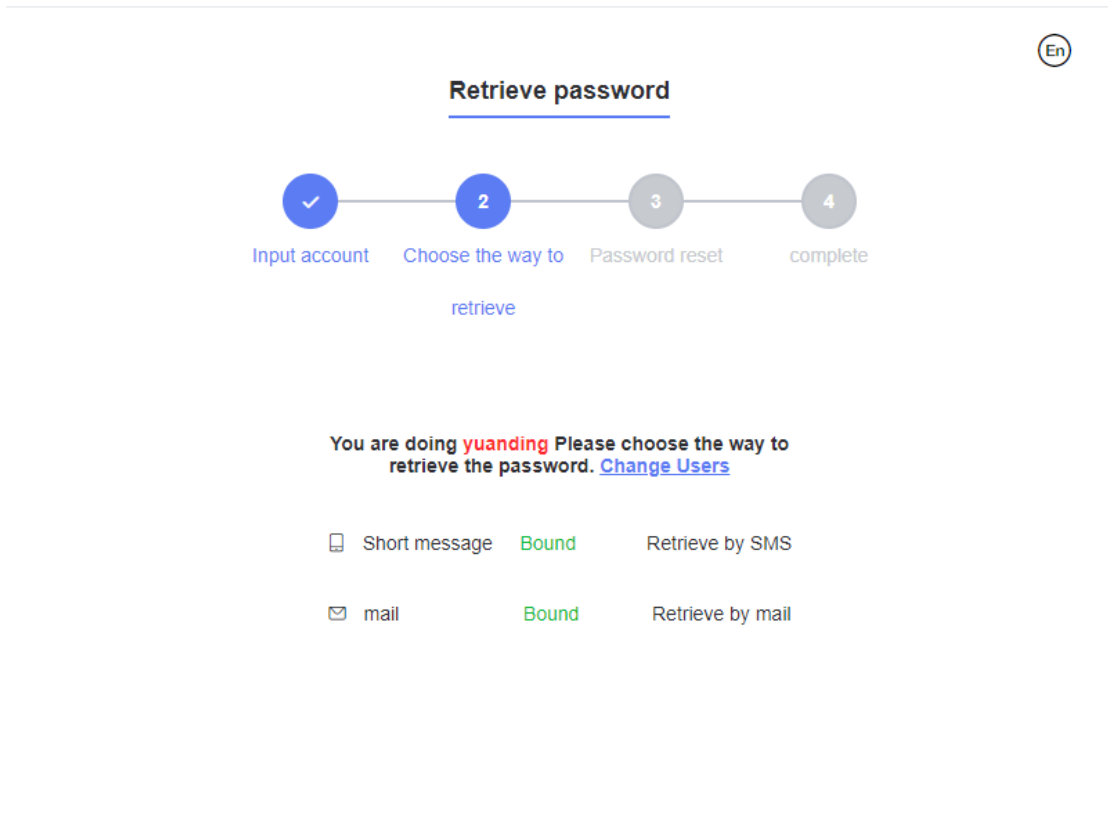 En
Retrieve password
2
3
4
Input account
Choose the way to
retrieve
Password reset
complete
You are doing yuanding Please choose the way to
retrieve the password. Change Users
Short message Bound Retrieve by SMS
mail Bound Retrieve by mail